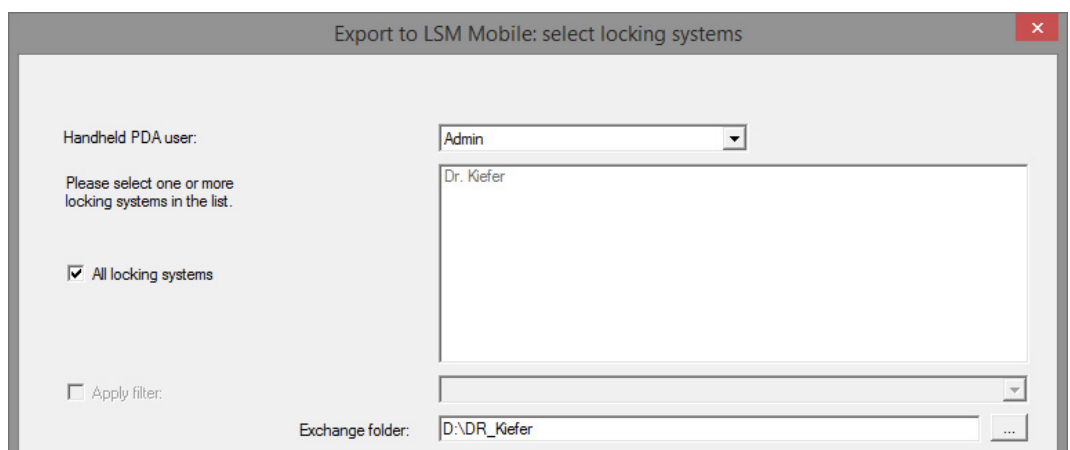 Export to LSM Mobile: select locking systems
Handheld PDA user:
Admin
Please select one or more
locking systems in the list.
Dr. Kiefer
All locking systems
Apply filter:
Exchange folder:
D:\DR_Kiefer
...